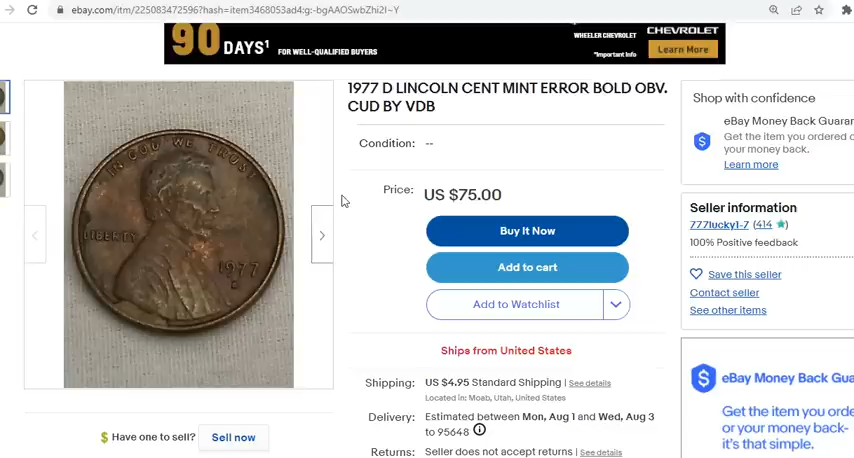 ebay.com/itm/225083472596?hash=item3468053ad4:g:-bgAAOSwbZhi2I~Y
90 DAYS¹ FOR WELL-QUALIFIED BUYERS
WHEELER CHEVROLET
*Important Info
CHEVROLET
Learn More
IN GOD WE TRUST
LIBERTY
1977
D
1977 D LINCOLN CENT MINT ERROR BOLD OBV.
CUD BY VDB
Condition: --
Price: US $75.00
Buy It Now
Add to cart
Add to Watchlist
Ships from United States
Shipping: US $4.95 Standard Shipping | See details
Located in: Moab, Utah, United States
Delivery: Estimated between Mon, Aug 1 and Wed, Aug 3
to 95648
Returns: Seller does not accept returns | See details
$ Have one to sell? Sell now
Shop with confidence
eBay Money Back Guarar
Get the item you ordered o
your money back.
Learn more
Seller information
777lucky1-7 (414)
100% Positive feedback
Save this seller
Contact seller
See other items
$ eBay Money Back Gua
Get the item you orde
or your money back-
it's that simple.